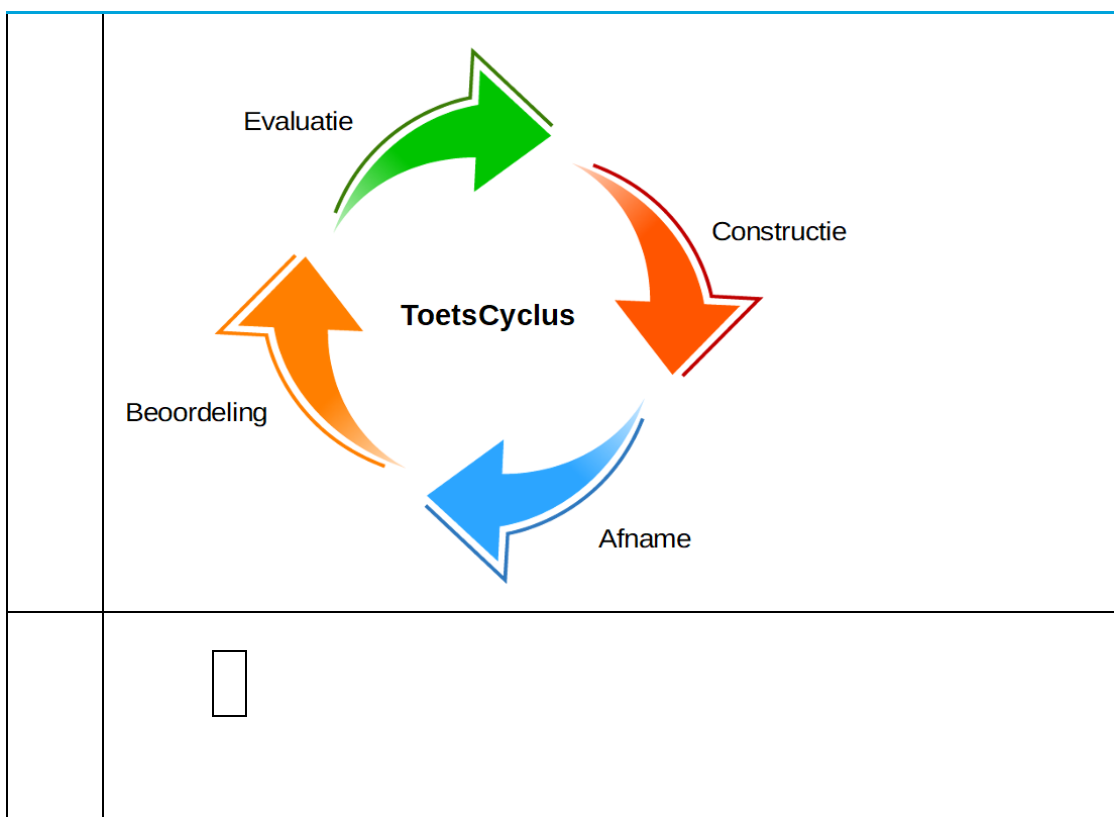 Evaluatie
Constructie
ToetsCyclus
Beoordeling
Afname